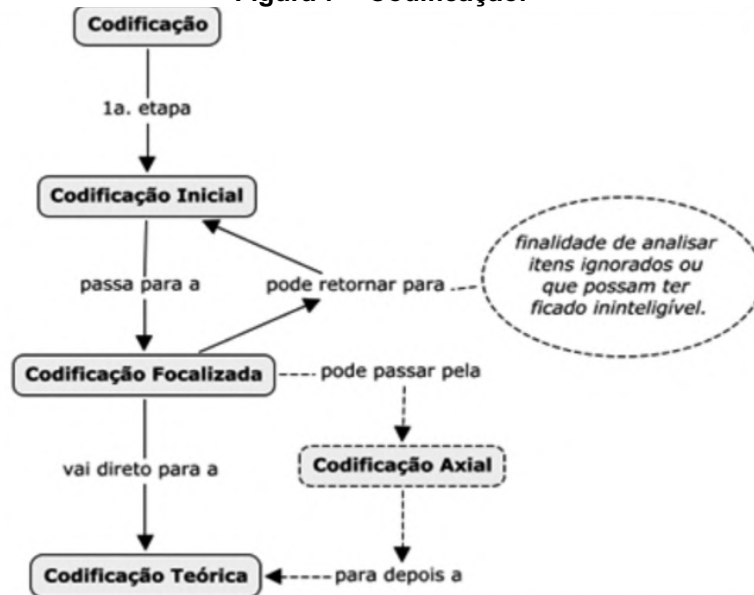 Codificação
1a. etapa
Codificação Inicial
passa para a
pode retornar para
finalidade de analisar
itens ignorados ou
que possam ter
ficado ininteligível.
Codificação Focalizada
pode passar pela
vai direto para a
Codificação Axial
Codificação Teórica
para depois a